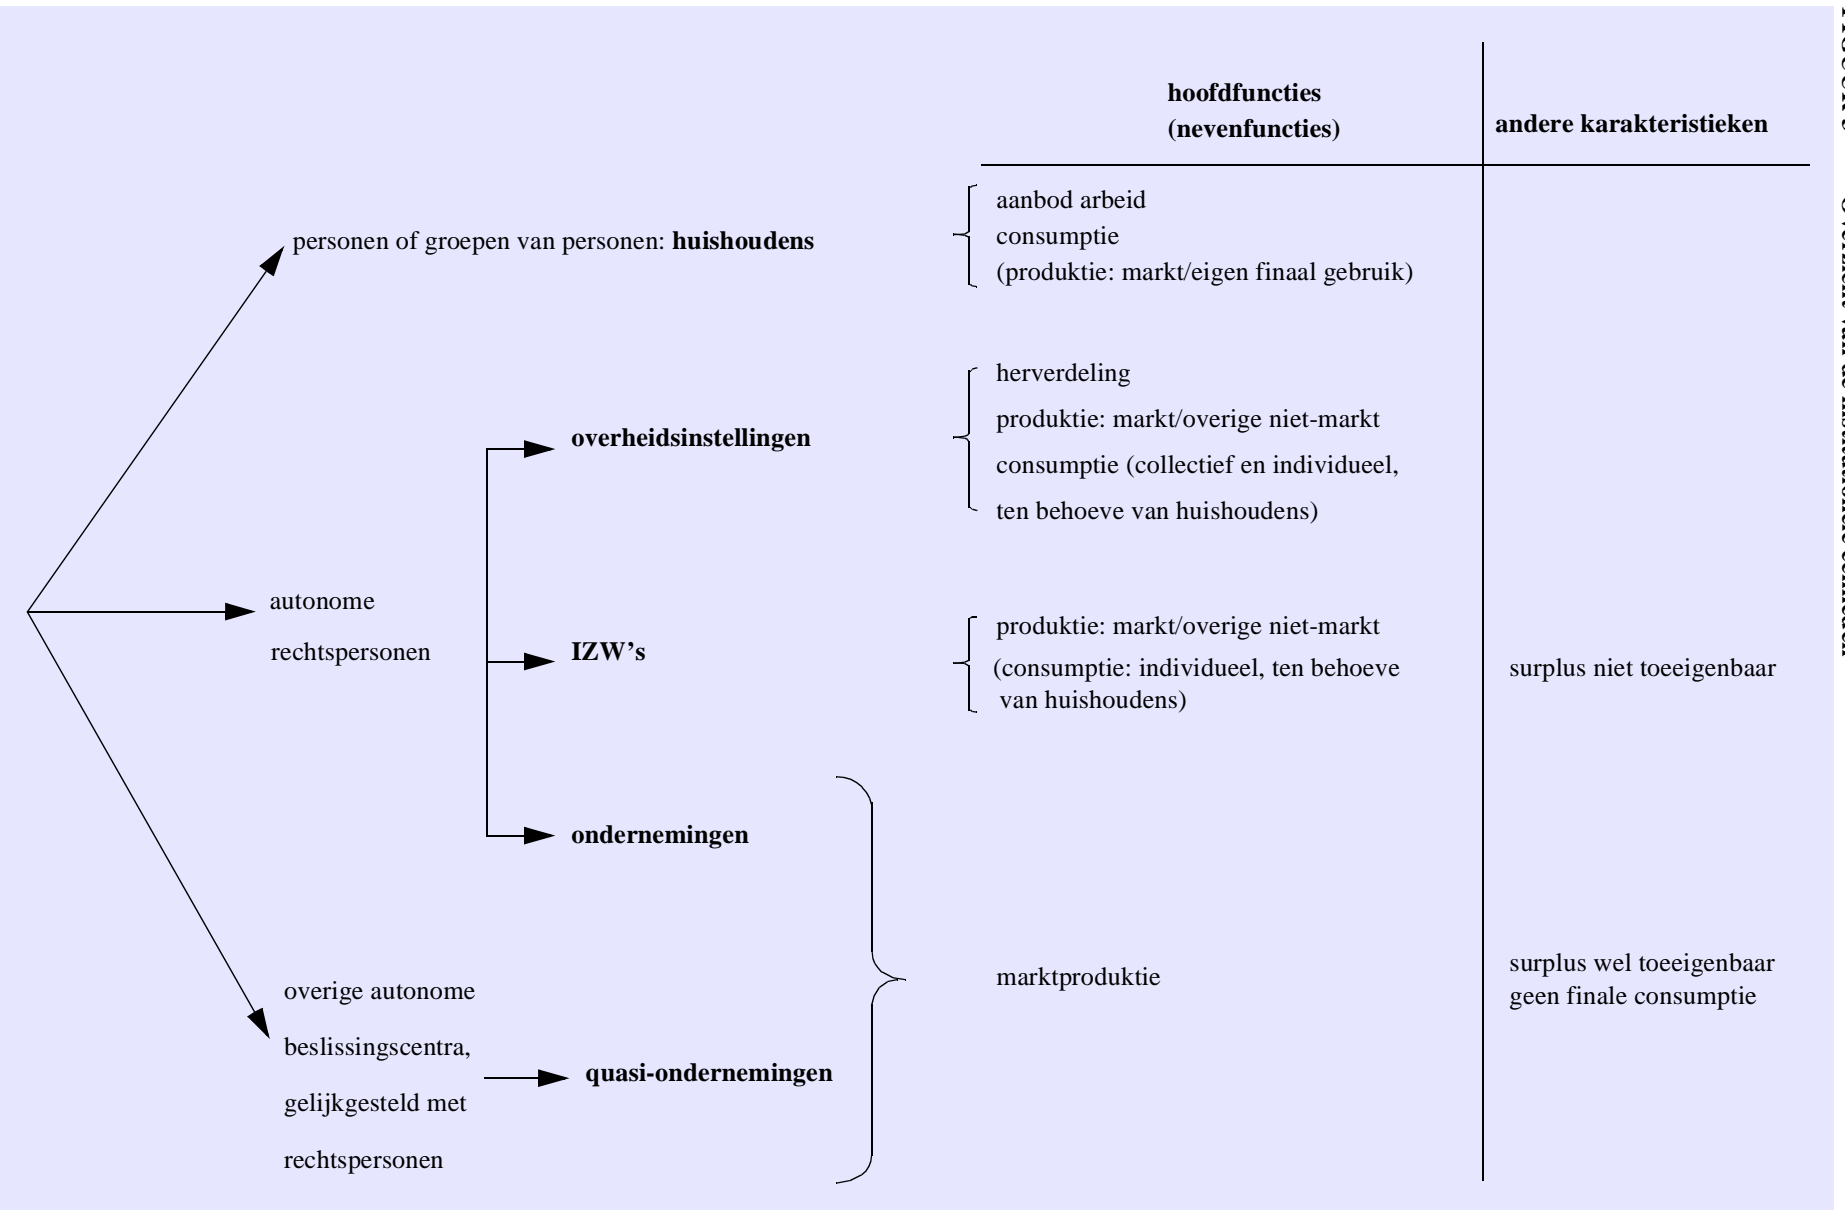 hoofdfuncties
(nevenfuncties)
andere karakteristieken
personen of groepen van personen: huishoudens
aanbod arbeid
consumptie
(produktie: markt/eigen finaal gebruik)
overheidsinstellingen
herverdeling
produktie: markt/overige niet-markt
consumptie (collectief en individueel,
ten behoeve van huishoudens)
autonome
rechtspersonen
IZW’s
produktie: markt/overige niet-markt
(consumptie: individueel, ten behoeve
van huishoudens)
surplus niet toeeigenbaar
ondernemingen
overige autonome
beslissingscentra,
gelijkgesteld met
rechtspersonen
quasi-ondernemingen
marktproduktie
surplus wel toeeigenbaar
geen finale consumptie